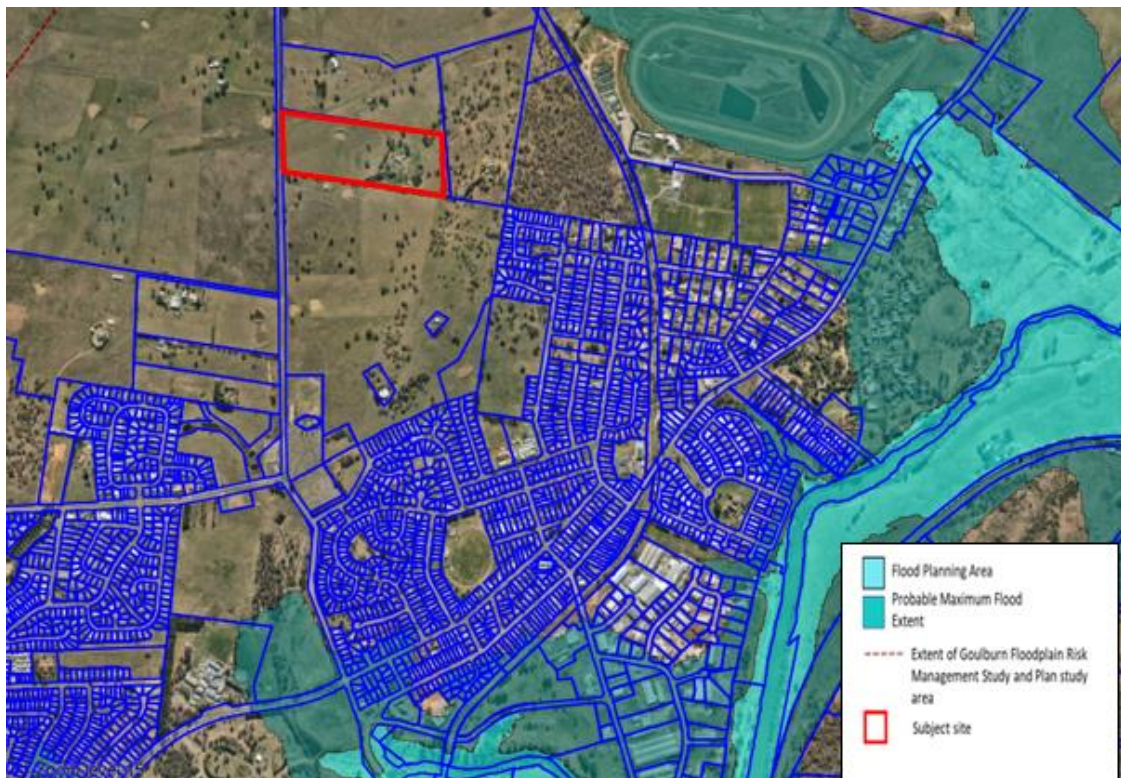 Flood Planning Area
Probable Maximum Flood
Extent
Extent of Goulburn Floodplain Risk
Management Study and Plan study
area
Subject site